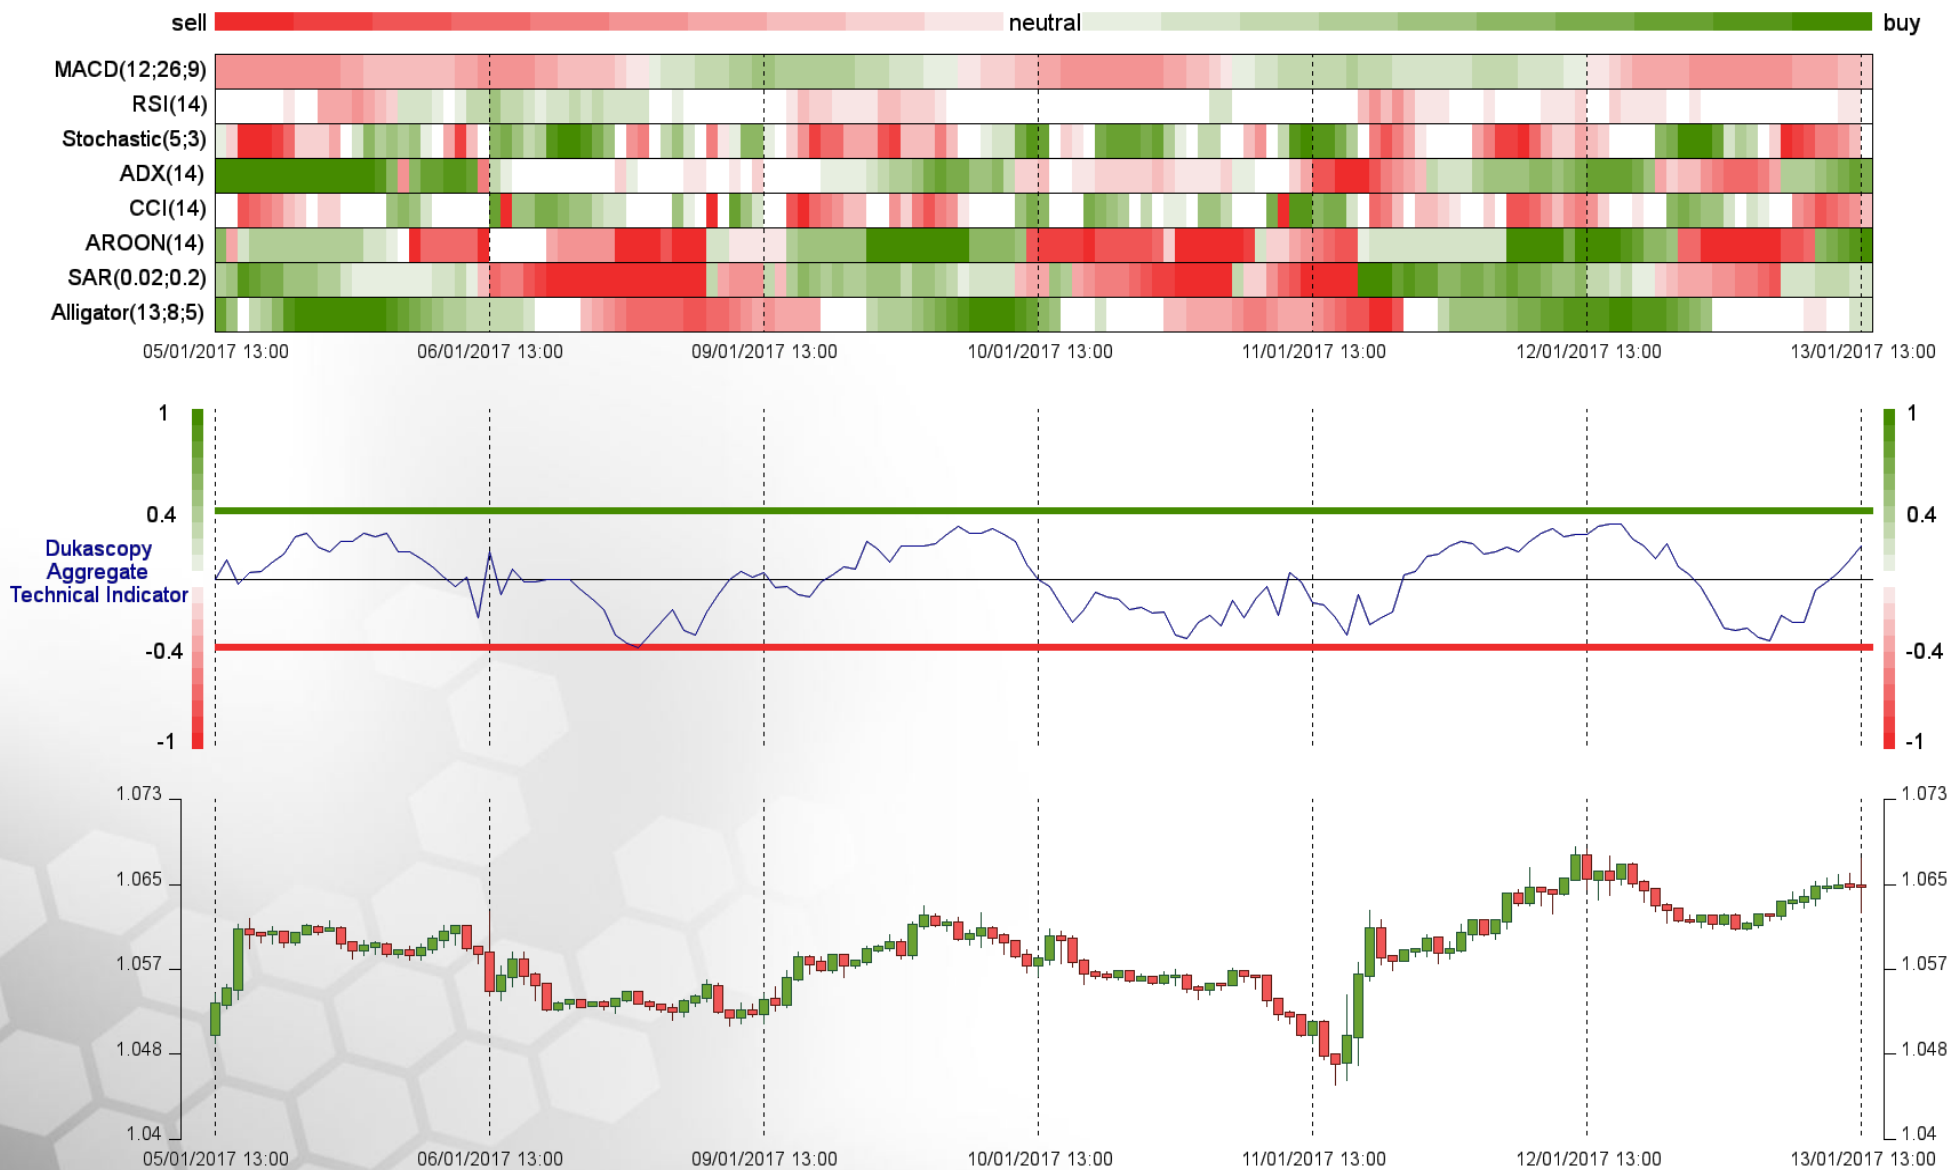 sell neutral buy
MACD(12;26;9)
RSI(14)
Stochastic(5;3)
ADX(14)
CCI(14)
AROON(14)
SAR(0.02;0.2)
Alligator(13;8;5)
05/01/2017 13:00 06/01/2017 13:00 09/01/2017 13:00 10/01/2017 13:00 11/01/2017 13:00 12/01/2017 13:00 13/01/2017 13:00
1 1
0.4 0.4
Dukascopy
Aggregate
Technical Indicator
-0.4 -0.4
-1 -1
1.073 1.073
1.065 1.065
1.057 1.057
1.048 1.048
1.04 1.04
05/01/2017 13:00 06/01/2017 13:00 09/01/2017 13:00 10/01/2017 13:00 11/01/2017 13:00 12/01/2017 13:00 13/01/2017 13:00